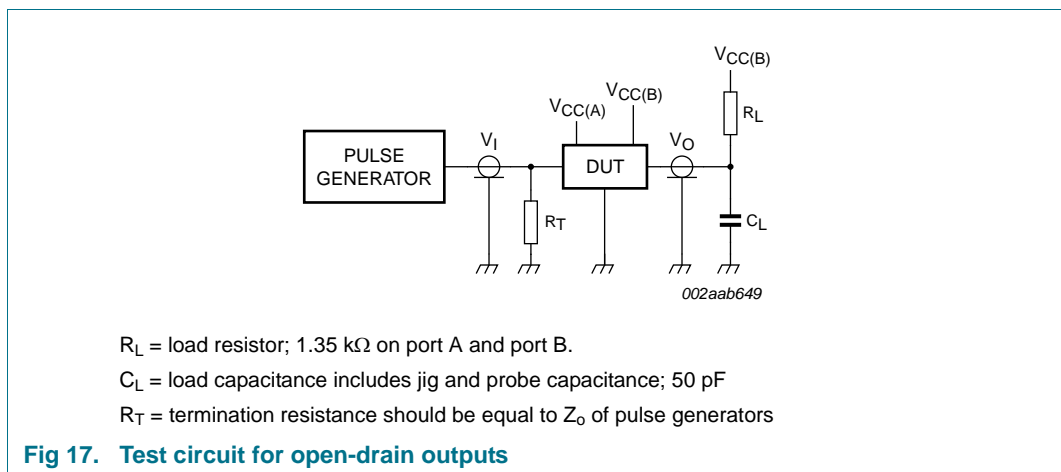 VCC(B)
VCC(B)
RL
VCC(A)
VI
VO
PULSE
GENERATOR
DUT
RT
CL
002aab649
RL = load resistor; 1.35 kΩ on port A and port B.
CL = load capacitance includes jig and probe capacitance; 50 pF
RT = termination resistance should be equal to Zo of pulse generators
Fig 17. Test circuit for open-drain outputs